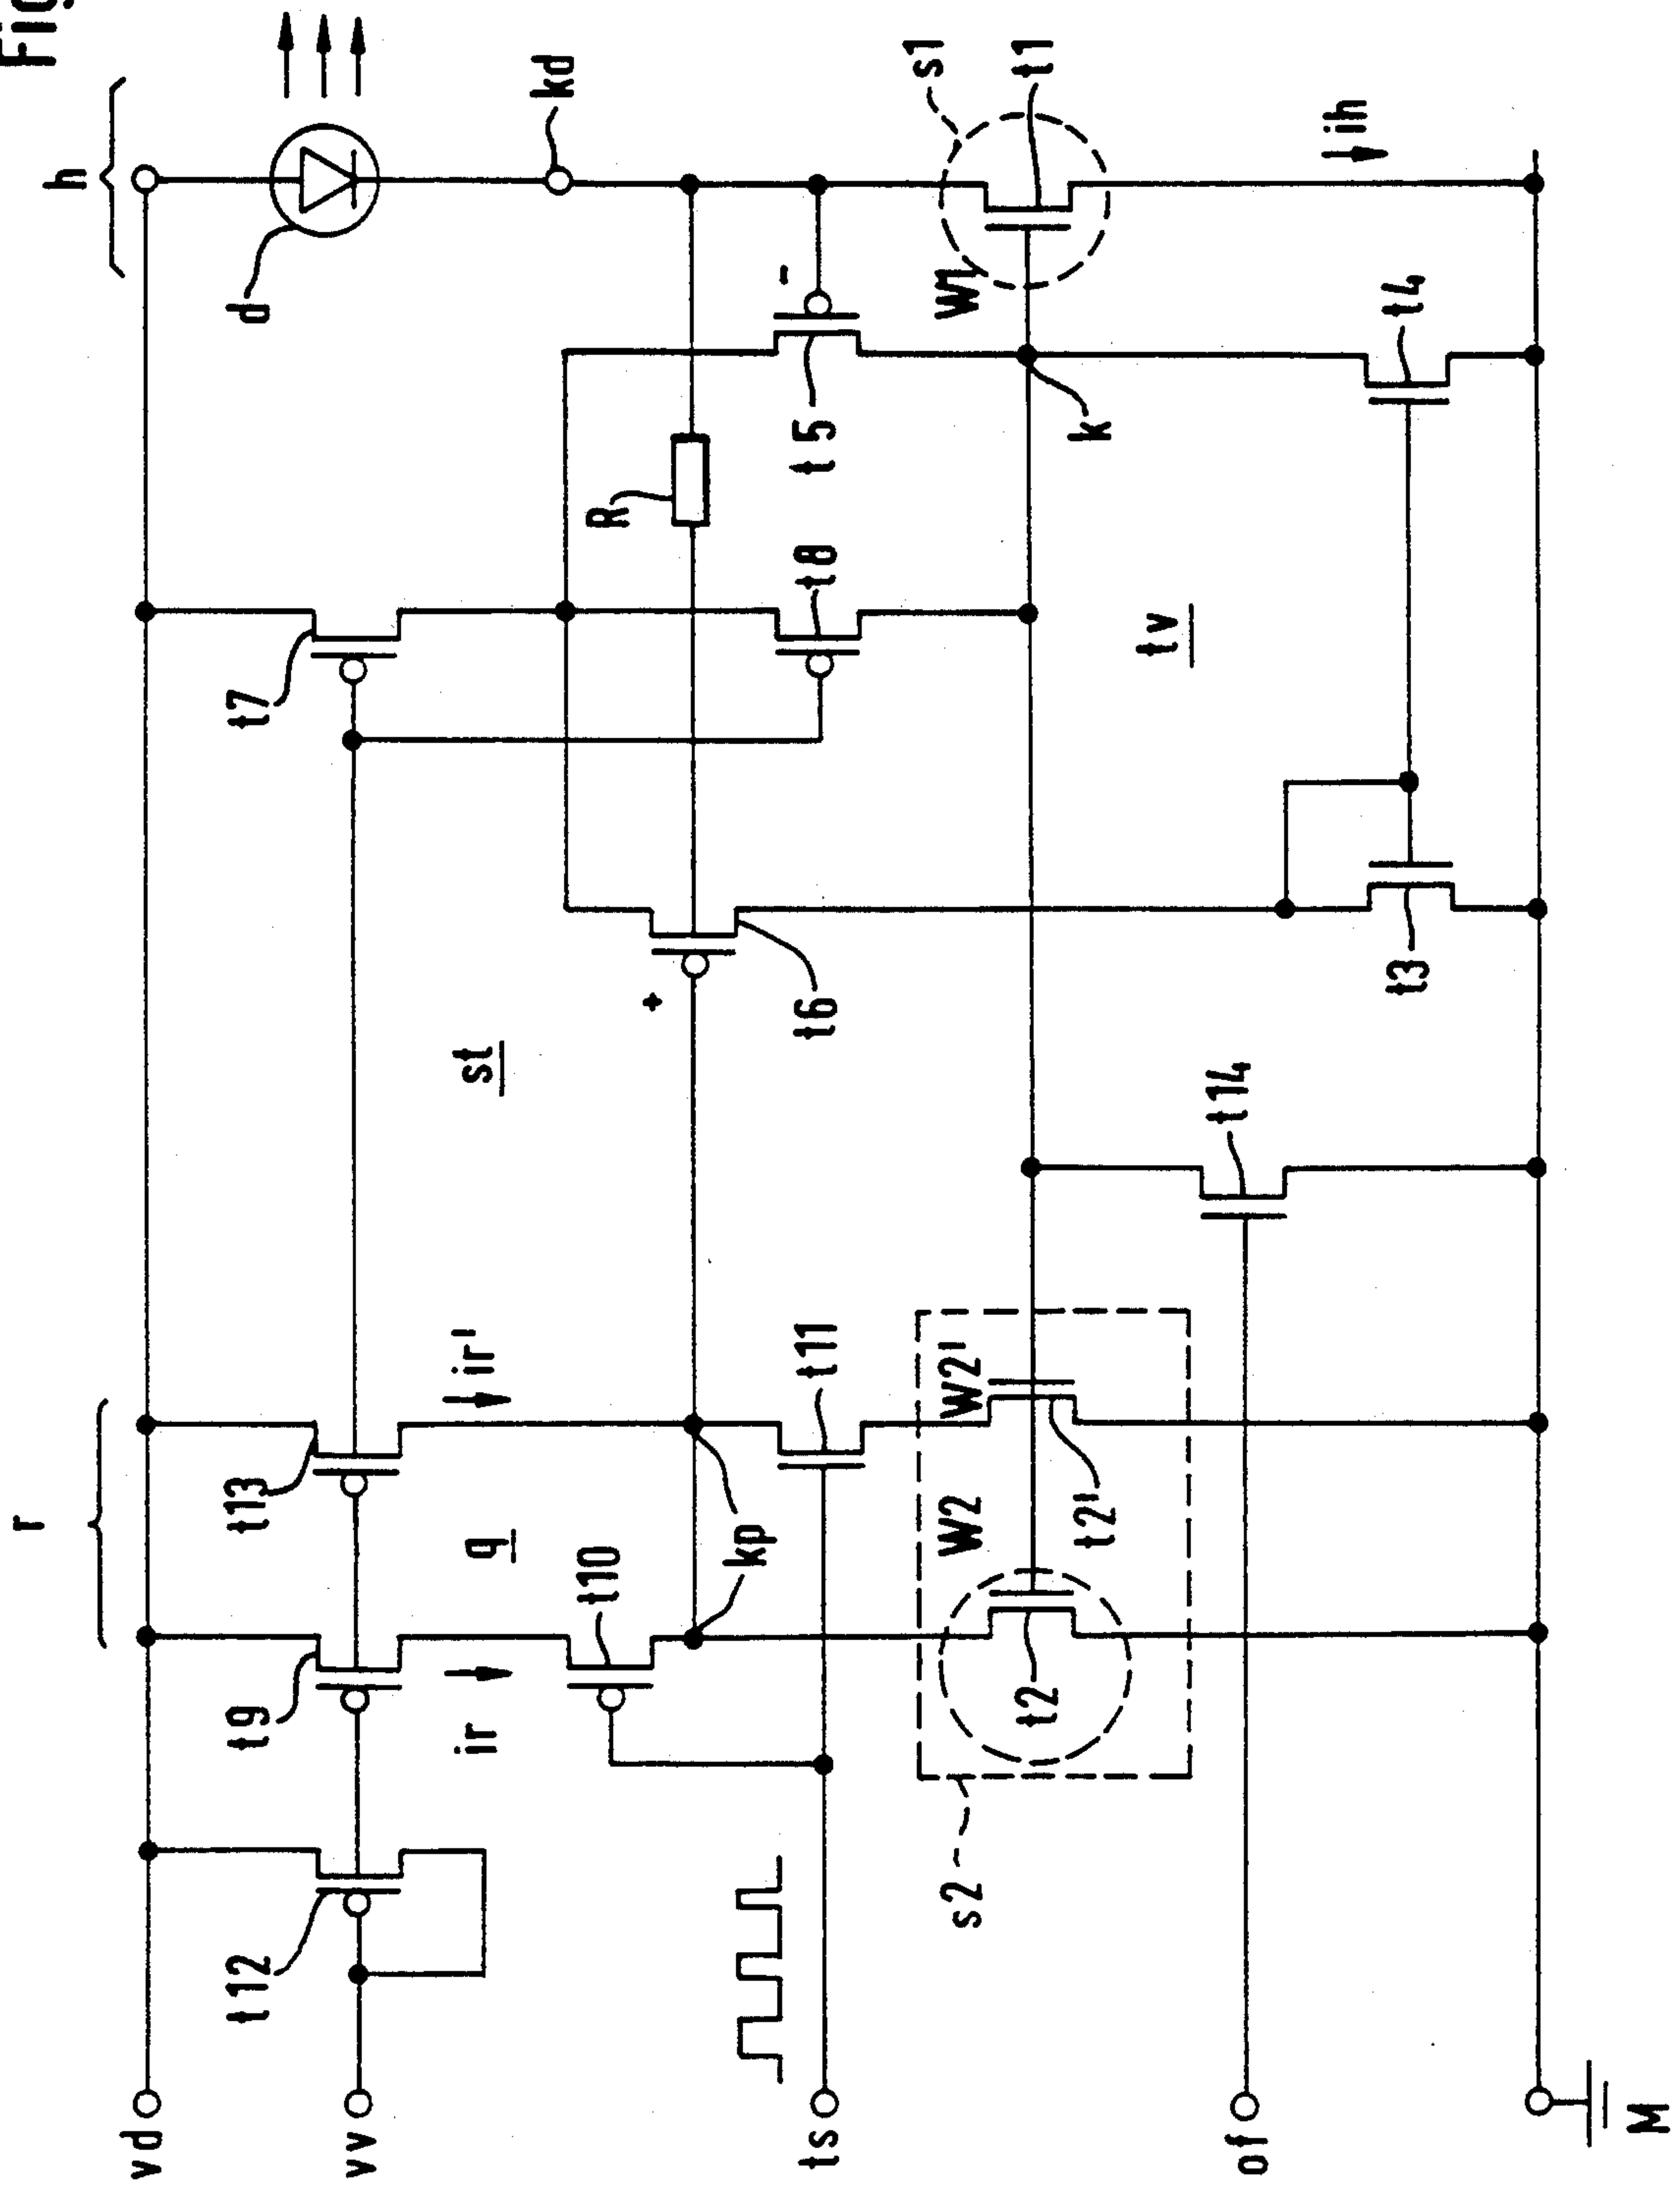 Fig
h
d
kd
s1
t1
ih
W1
-
t5
R
k
t4
t7
t8
tv
t3
+
t6
st
t14
r
t13
ir'
t11
W2'
t2'
q
kp
W2
t10
t9
ir
t2
s2
t12
vd
vv
ts
of
M